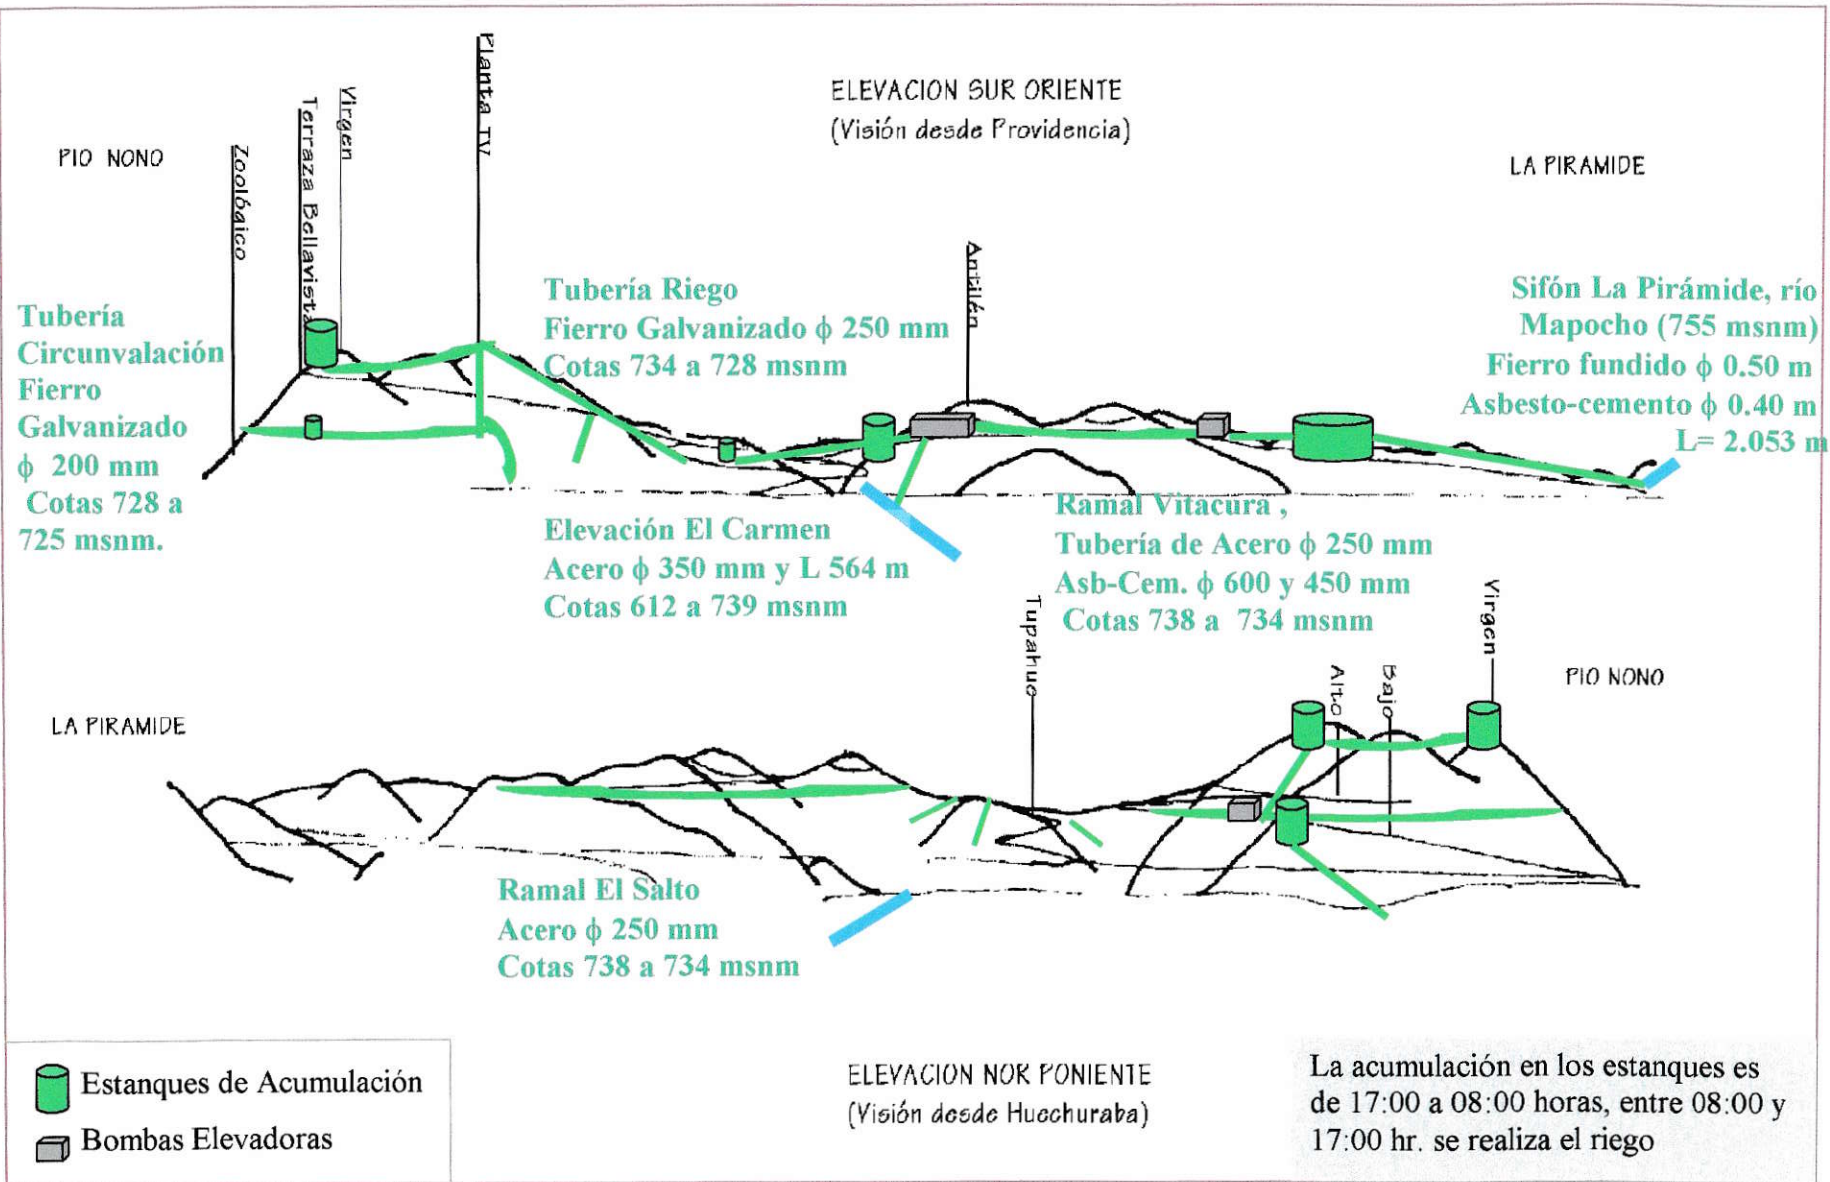 ELEVACION SUR ORIENTE
(Visión desde Providencia)
PIO NONO
Zoológico
Terraza Bellavista
Virgen
Planta TV
Antilén
LA PIRAMIDE
Tubería
Circunvalación
Fierro
Galvanizado
ϕ 200 mm
Cotas 728 a
725 msnm.
Tubería Riego
Fierro Galvanizado ϕ 250 mm
Cotas 734 a 728 msnm
Sifón La Pirámide, río
Mapocho (755 msnm)
Fierro fundido ϕ 0.50 m
Asbesto-cemento ϕ 0.40 m
L= 2.053 m
Elevación El Carmen
Acero ϕ 350 mm y L 564 m
Cotas 612 a 739 msnm
Ramal Vitacura ,
Tubería de Acero ϕ 250 mm
Asb-Cem. ϕ 600 y 450 mm
Cotas 738 a 734 msnm
LA PIRAMIDE
Tupahue
Alto
Bajo
Virgen
PIO NONO
Ramal El Salto
Acero ϕ 250 mm
Cotas 738 a 734 msnm
Estanques de Acumulación
Bombas Elevadoras
ELEVACION NOR PONIENTE
(Visión desde Huechuraba)
La acumulación en los estanques es
de 17:00 a 08:00 horas, entre 08:00 y
17:00 hr. se realiza el riego